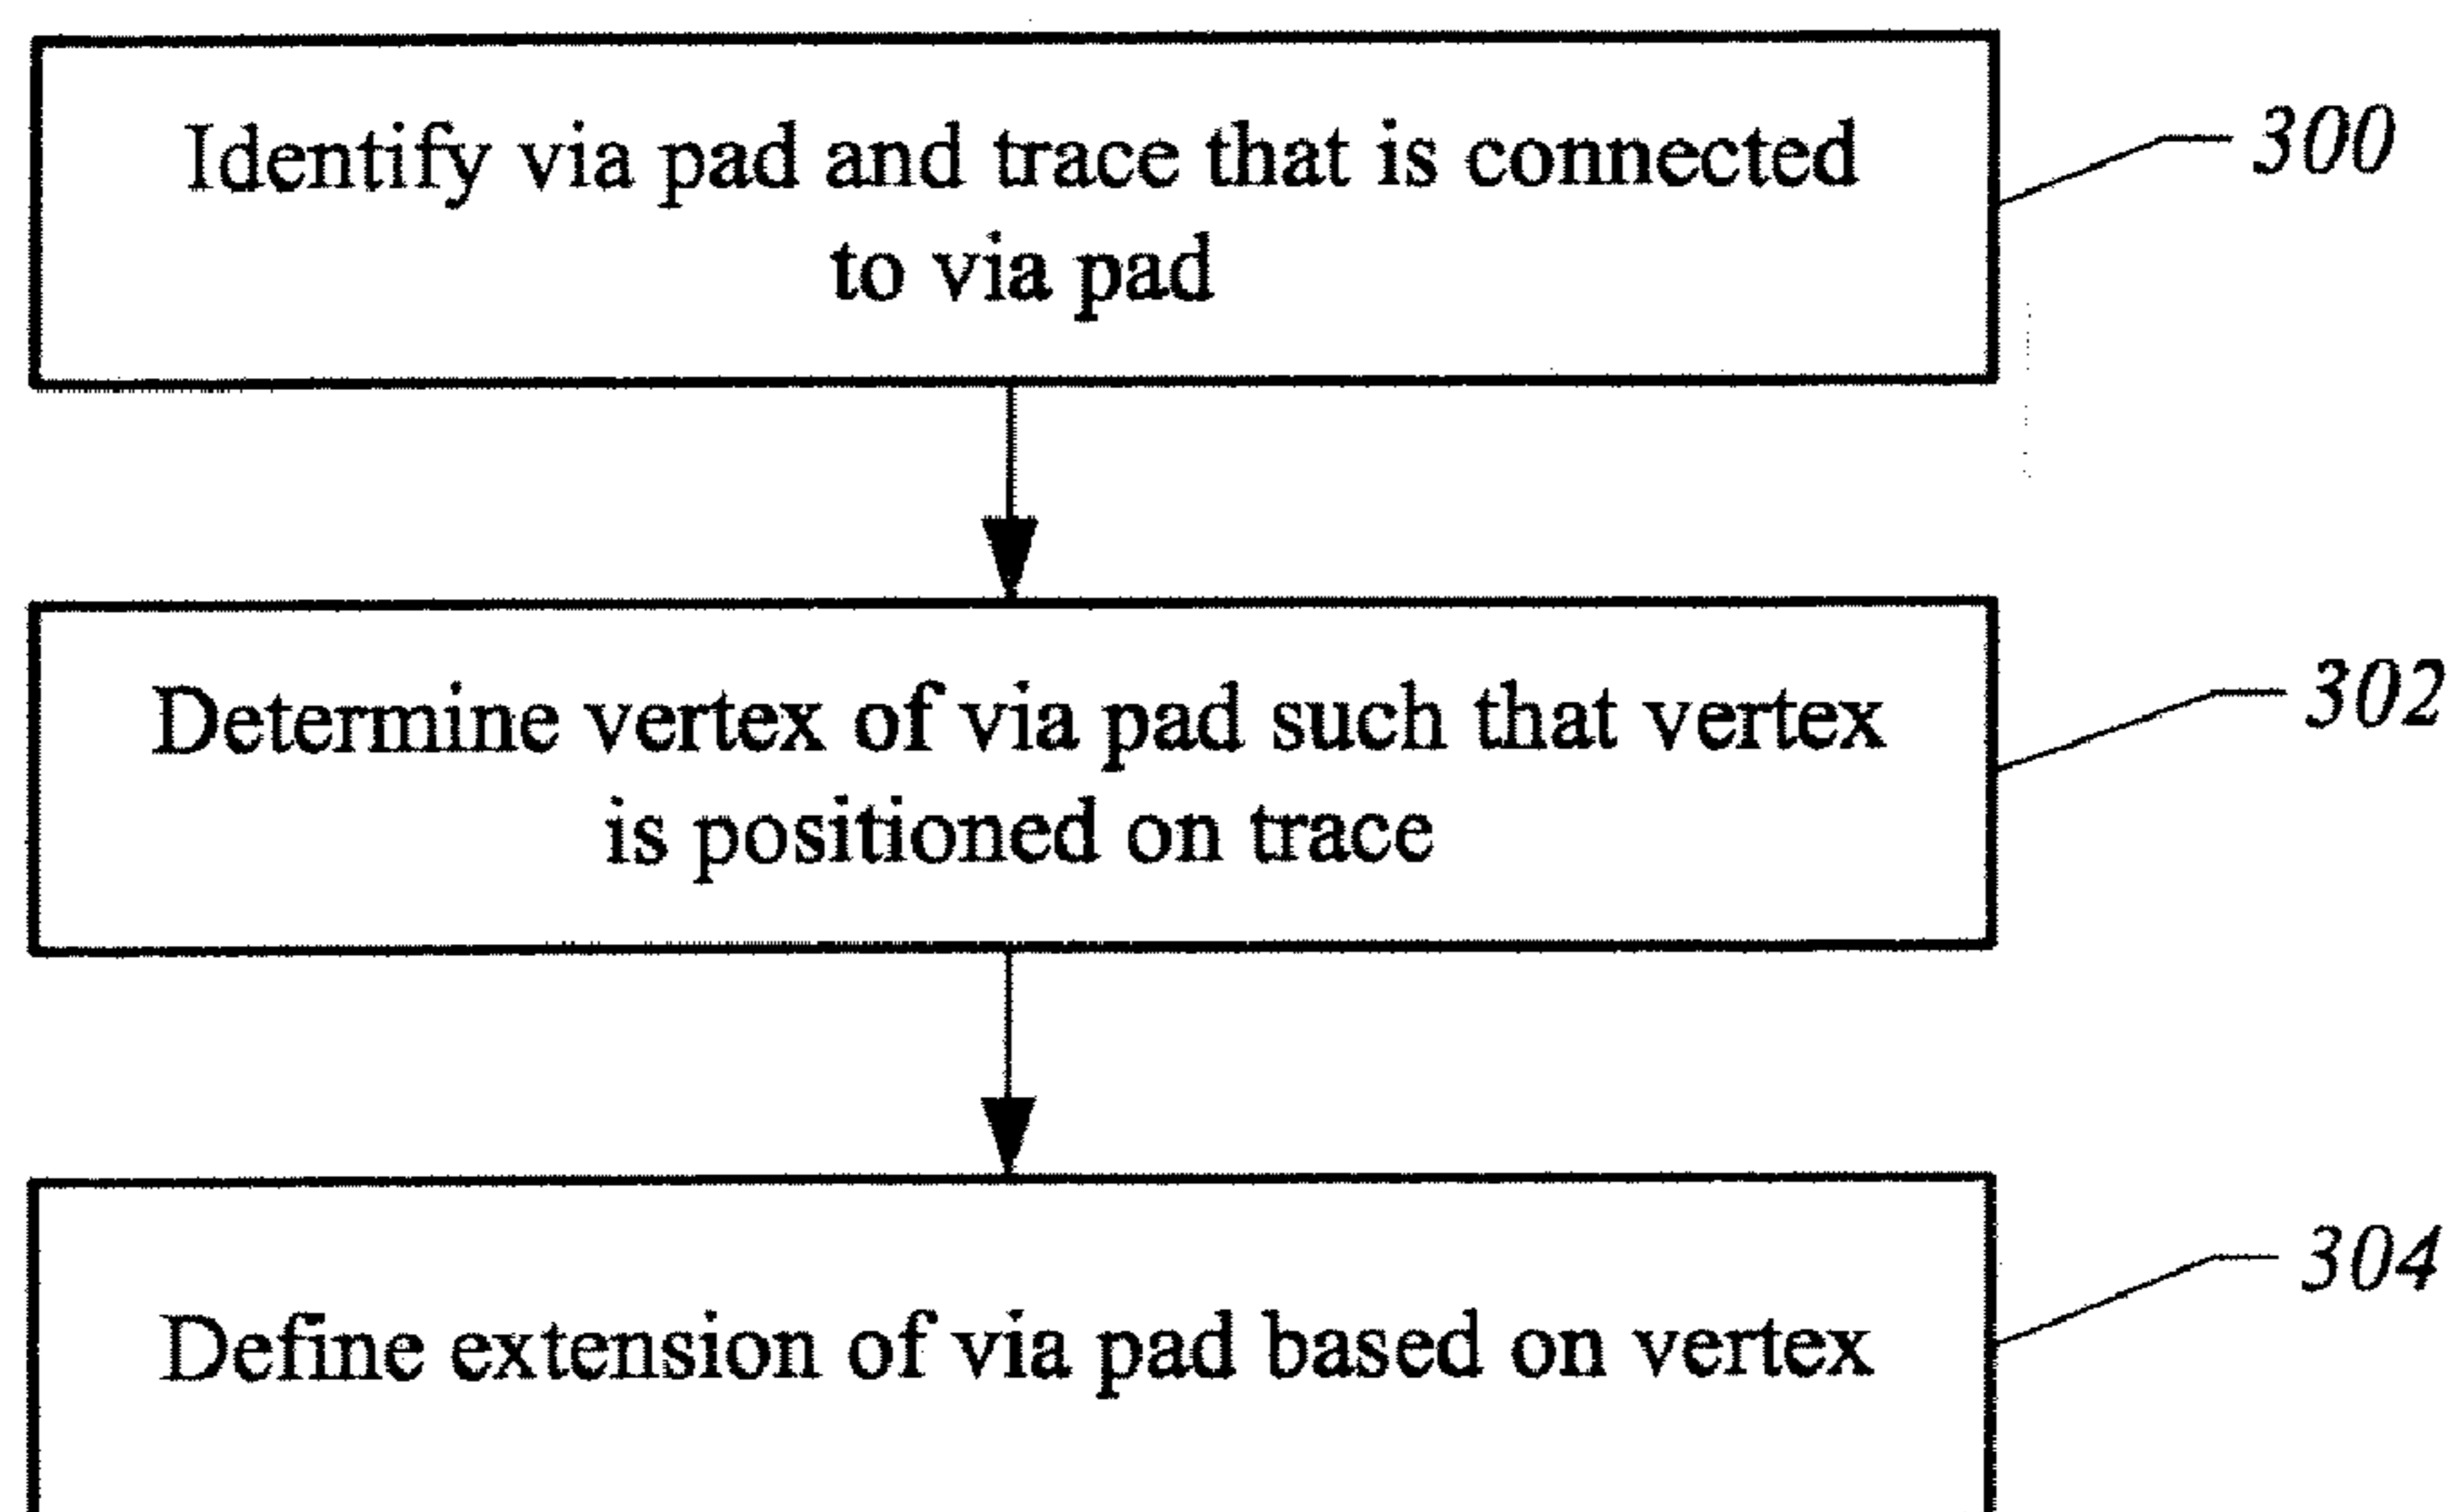 Identify via pad and trace that is connected
to via pad
300
Determine vertex of via pad such that vertex
is positioned on trace
302
Define extension of via pad based on vertex
304